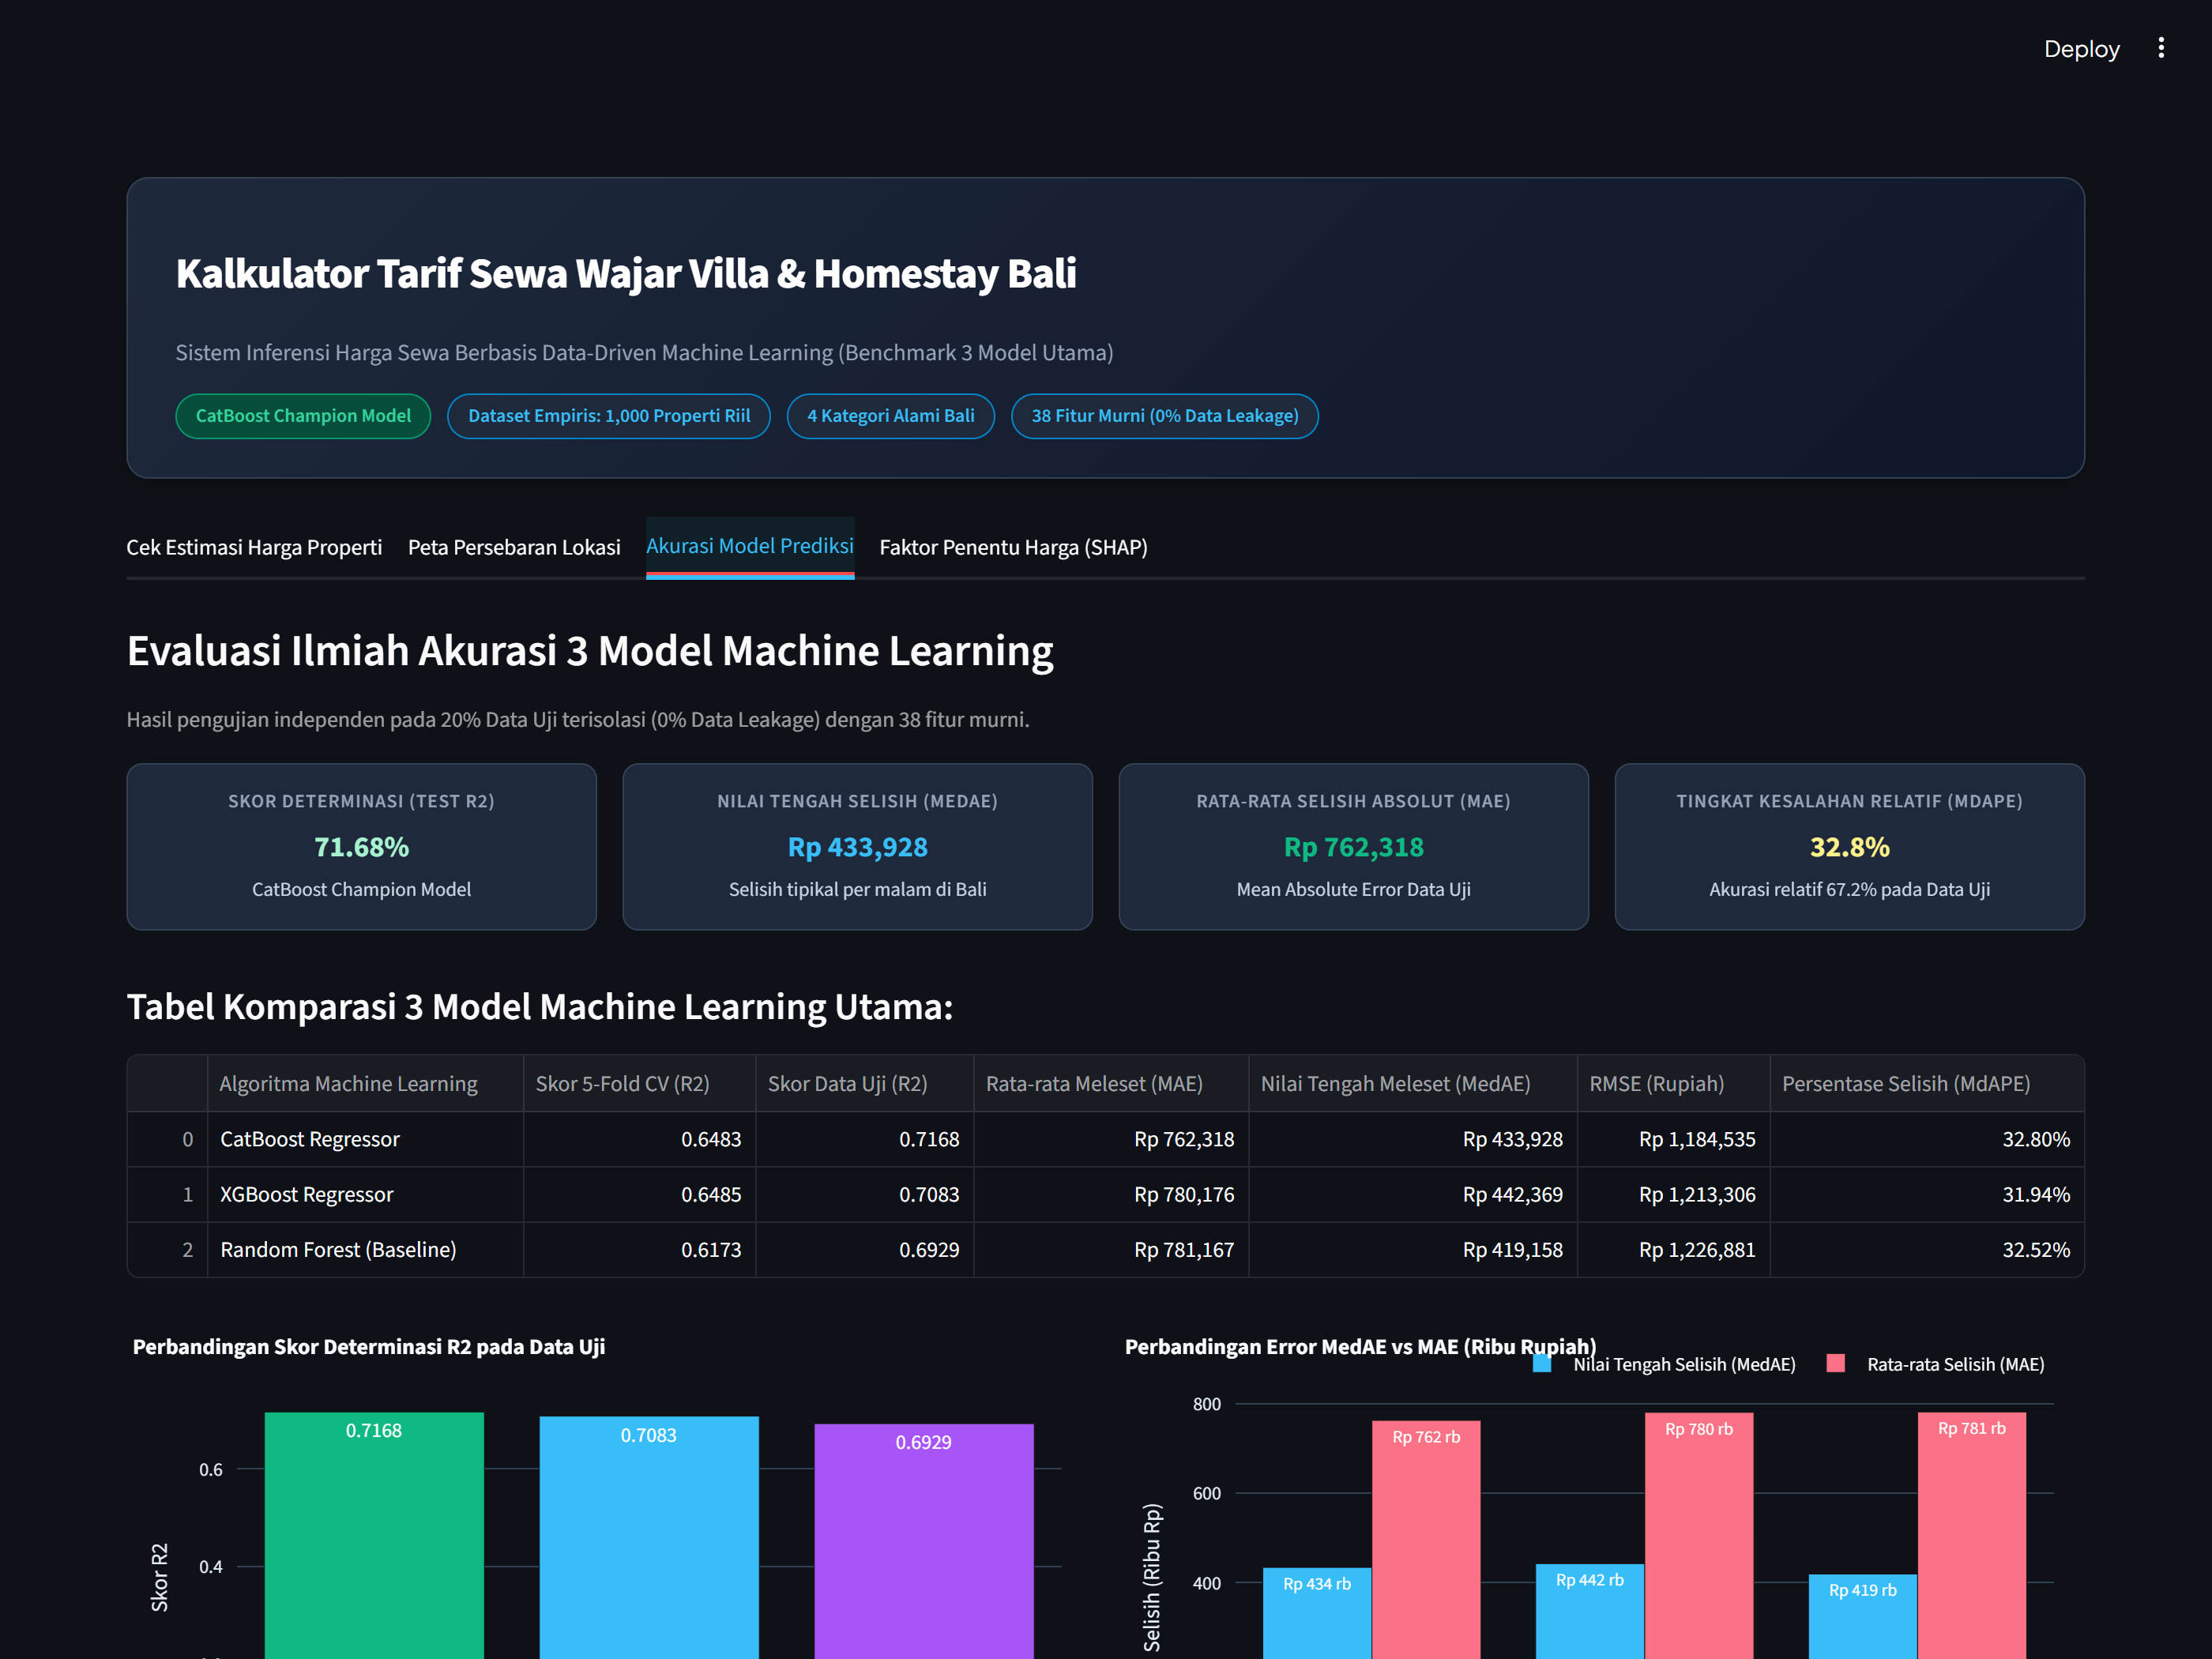 Deploy
Kalkulator Tarif Sewa Wajar Villa & Homestay Bali
Sistem Inferensi Harga Sewa Berbasis Data-Driven Machine Learning (Benchmark 3 Model Utama)
CatBoost Champion Model Dataset Empiris: 1,000 Properti Riil 4 Kategori Alami Bali 38 Fitur Murni (0% Data Leakage)
Cek Estimasi Harga Properti Peta Persebaran Lokasi Akurasi Model Prediksi Faktor Penentu Harga (SHAP)
Evaluasi Ilmiah Akurasi 3 Model Machine Learning
Hasil pengujian independen pada 20% Data Uji terisolasi (0% Data Leakage) dengan 38 fitur murni.
SKOR DETERMINASI (TEST R2)
71.68%
CatBoost Champion Model
NILAI TENGAH SELISIH (MEDAE)
Rp 433,928
Selisih tipikal per malam di Bali
RATA-RATA SELISIH ABSOLUT (MAE)
Rp 762,318
Mean Absolute Error Data Uji
TINGKAT KESALAHAN RELATIF (MDAPE)
32.8%
Akurasi relatif 67.2% pada Data Uji
Tabel Komparasi 3 Model Machine Learning Utama:
Algoritma Machine Learning Skor 5-Fold CV (R2) Skor Data Uji (R2) Rata-rata Meleset (MAE) Nilai Tengah Meleset (MedAE) RMSE (Rupiah) Persentase Selisih (MdAPE)
0 CatBoost Regressor 0.6483 0.7168 Rp 762,318 Rp 433,928 Rp 1,184,535 32.80%
1 XGBoost Regressor 0.6485 0.7083 Rp 780,176 Rp 442,369 Rp 1,213,306 31.94%
2 Random Forest (Baseline) 0.6173 0.6929 Rp 781,167 Rp 419,158 Rp 1,226,881 32.52%
Perbandingan Skor Determinasi R2 pada Data Uji
0.7168 0.7083 0.6929
0.6
0.4
Skor R2
Perbandingan Error MedAE vs MAE (Ribu Rupiah)
Nilai Tengah Selisih (MedAE) Rata-rata Selisih (MAE)
800
600
400
Selisih (Ribu Rp)
Rp 762 rb Rp 780 rb Rp 781 rb
Rp 434 rb Rp 442 rb Rp 419 rb